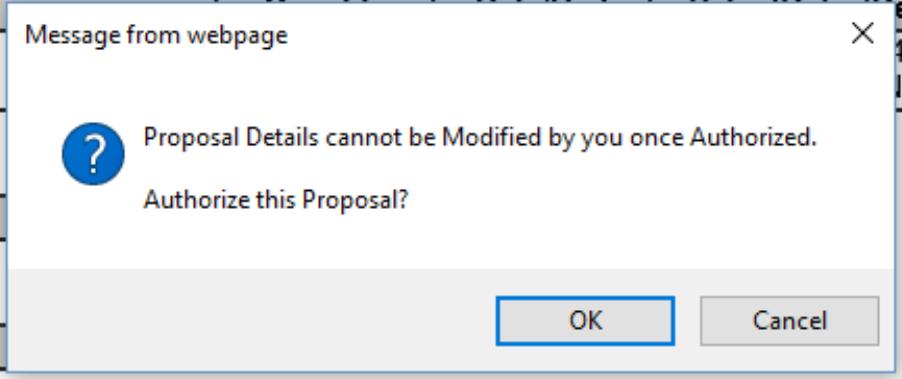 Message from webpage
Proposal Details cannot be Modified by you once Authorized.
Authorize this Proposal?
OK
Cancel